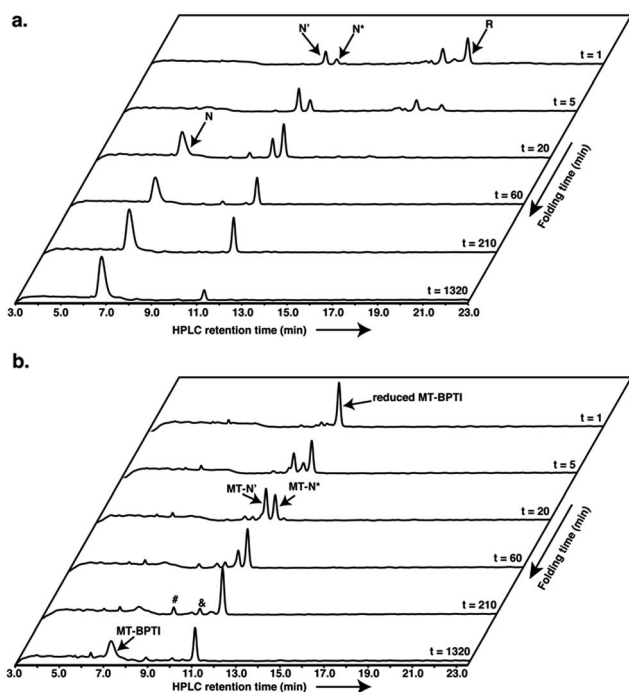 a.
N'
N*
R
t = 1
t = 5
N
t = 20
t = 60
t = 210
t = 1320
Folding time (min)
3.0 5.0 7.0 9.0 11.0 13.0 15.0 17.0 19.0 21.0 23.0
HPLC retention time (min)
b.
reduced MT-BPTI
t = 1
t = 5
MT-N'
MT-N*
t = 20
t = 60
#
&
t = 210
MT-BPTI
t = 1320
Folding time (min)
3.0 5.0 7.0 9.0 11.0 13.0 15.0 17.0 19.0 21.0 23.0
HPLC retention time (min)